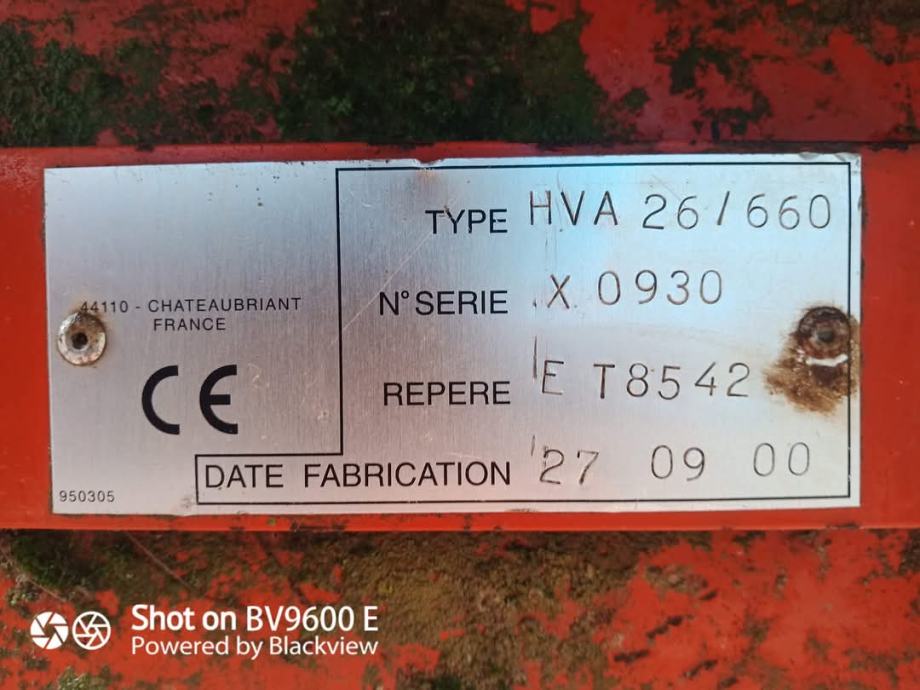 TYPE HVA 26/660
N° SERIE X 0930
44110 - CHATEAUBRIANT
FRANCE
REPERE E T8542
CE
DATE FABRICATION 27 09 00
950305
Shot on BV9600 E
Powered by Blackview